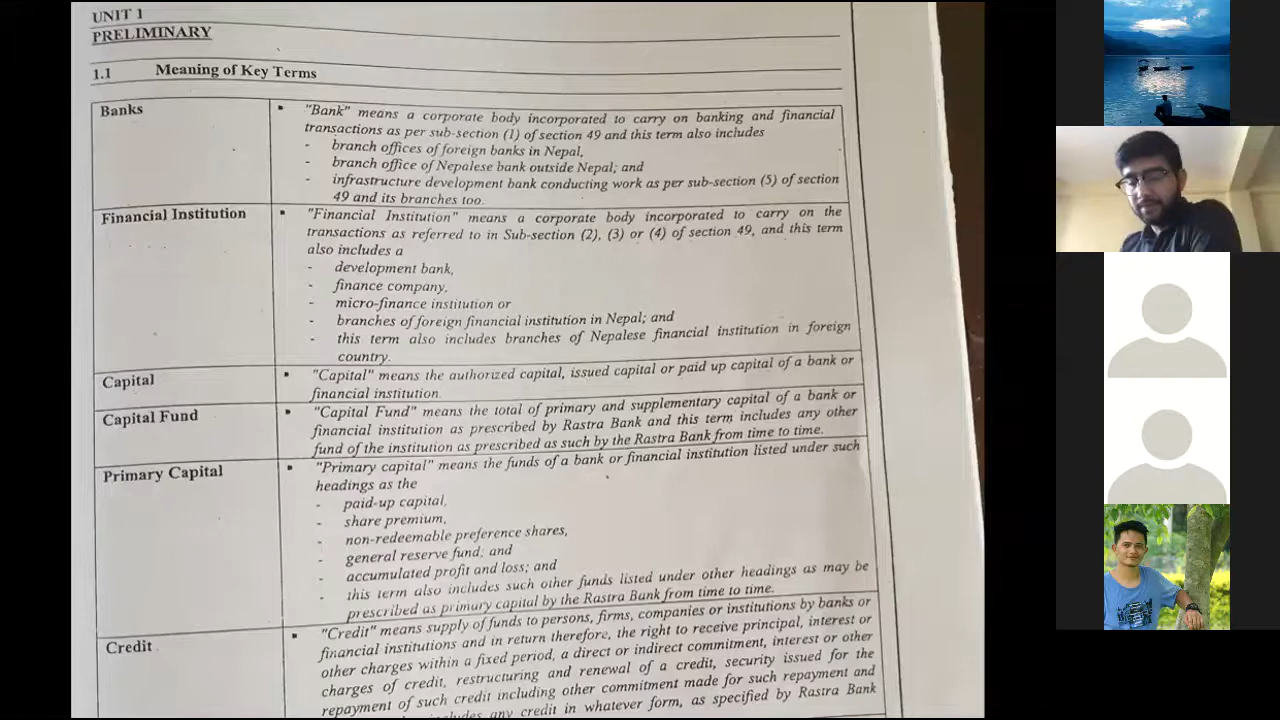 UNIT 1
PRELIMINARY
1.1 Meaning of Key Terms
Banks
▪ "Bank" means a corporate body incorporated to carry on banking and financial
transactions as per sub-section (1) of section 49 and this term also includes
- branch offices of foreign banks in Nepal,
- branch office of Nepalese bank outside Nepal; and
- infrastructure development bank conducting work as per sub-section (5) of section
49 and its branches too.
Financial Institution
▪ "Financial Institution" means a corporate body incorporated to carry on the
transactions as referred to in Sub-section (2), (3) or (4) of section 49, and this term
also includes a
- development bank,
- finance company,
- micro-finance institution or
- branches of foreign financial institution in Nepal; and
- this term also includes branches of Nepalese financial institution in foreign
country.
Capital
▪ "Capital" means the authorized capital, issued capital or paid up capital of a bank or
financial institution.
Capital Fund
▪ "Capital Fund" means the total of primary and supplementary capital of a bank or
financial institution as prescribed by Rastra Bank and this term includes any other
fund of the institution as prescribed as such by the Rastra Bank from time to time.
Primary Capital
▪ "Primary capital" means the funds of a bank or financial institution listed under such
headings as the
- paid-up capital,
- share premium,
- non-redeemable preference shares,
- general reserve fund; and
- accumulated profit and loss; and
- this term also includes such other funds listed under other headings as may be
prescribed as primary capital by the Rastra Bank from time to time.
Credit
▪ "Credit" means supply of funds to persons, firms, companies or institutions by banks or
financial institutions and in return therefore, the right to receive principal, interest or
other charges within a fixed period, a direct or indirect commitment, interest or other
charges of credit, restructuring and renewal of a credit, security issued for the
repayment of such credit including other commitment made for such repayment and
includes any credit in whatever form, as specified by Rastra Bank